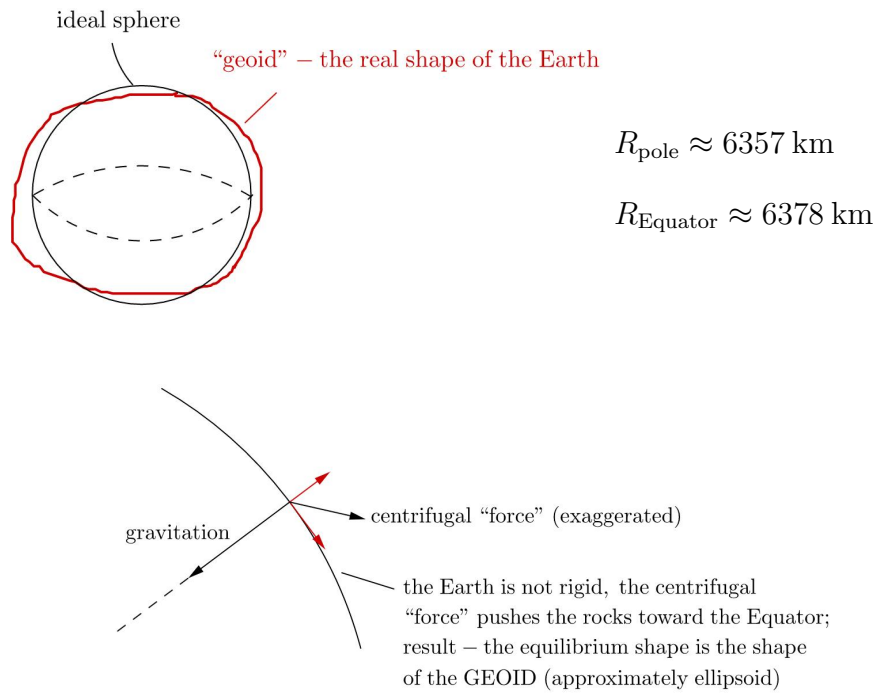 ideal sphere
“geoid” – the real shape of the Earth
R_pole ≈ 6357 km
R_Equator ≈ 6378 km
gravitation
centrifugal “force” (exaggerated)
the Earth is not rigid, the centrifugal
“force” pushes the rocks toward the Equator;
result – the equilibrium shape is the shape
of the GEOID (approximately ellipsoid)